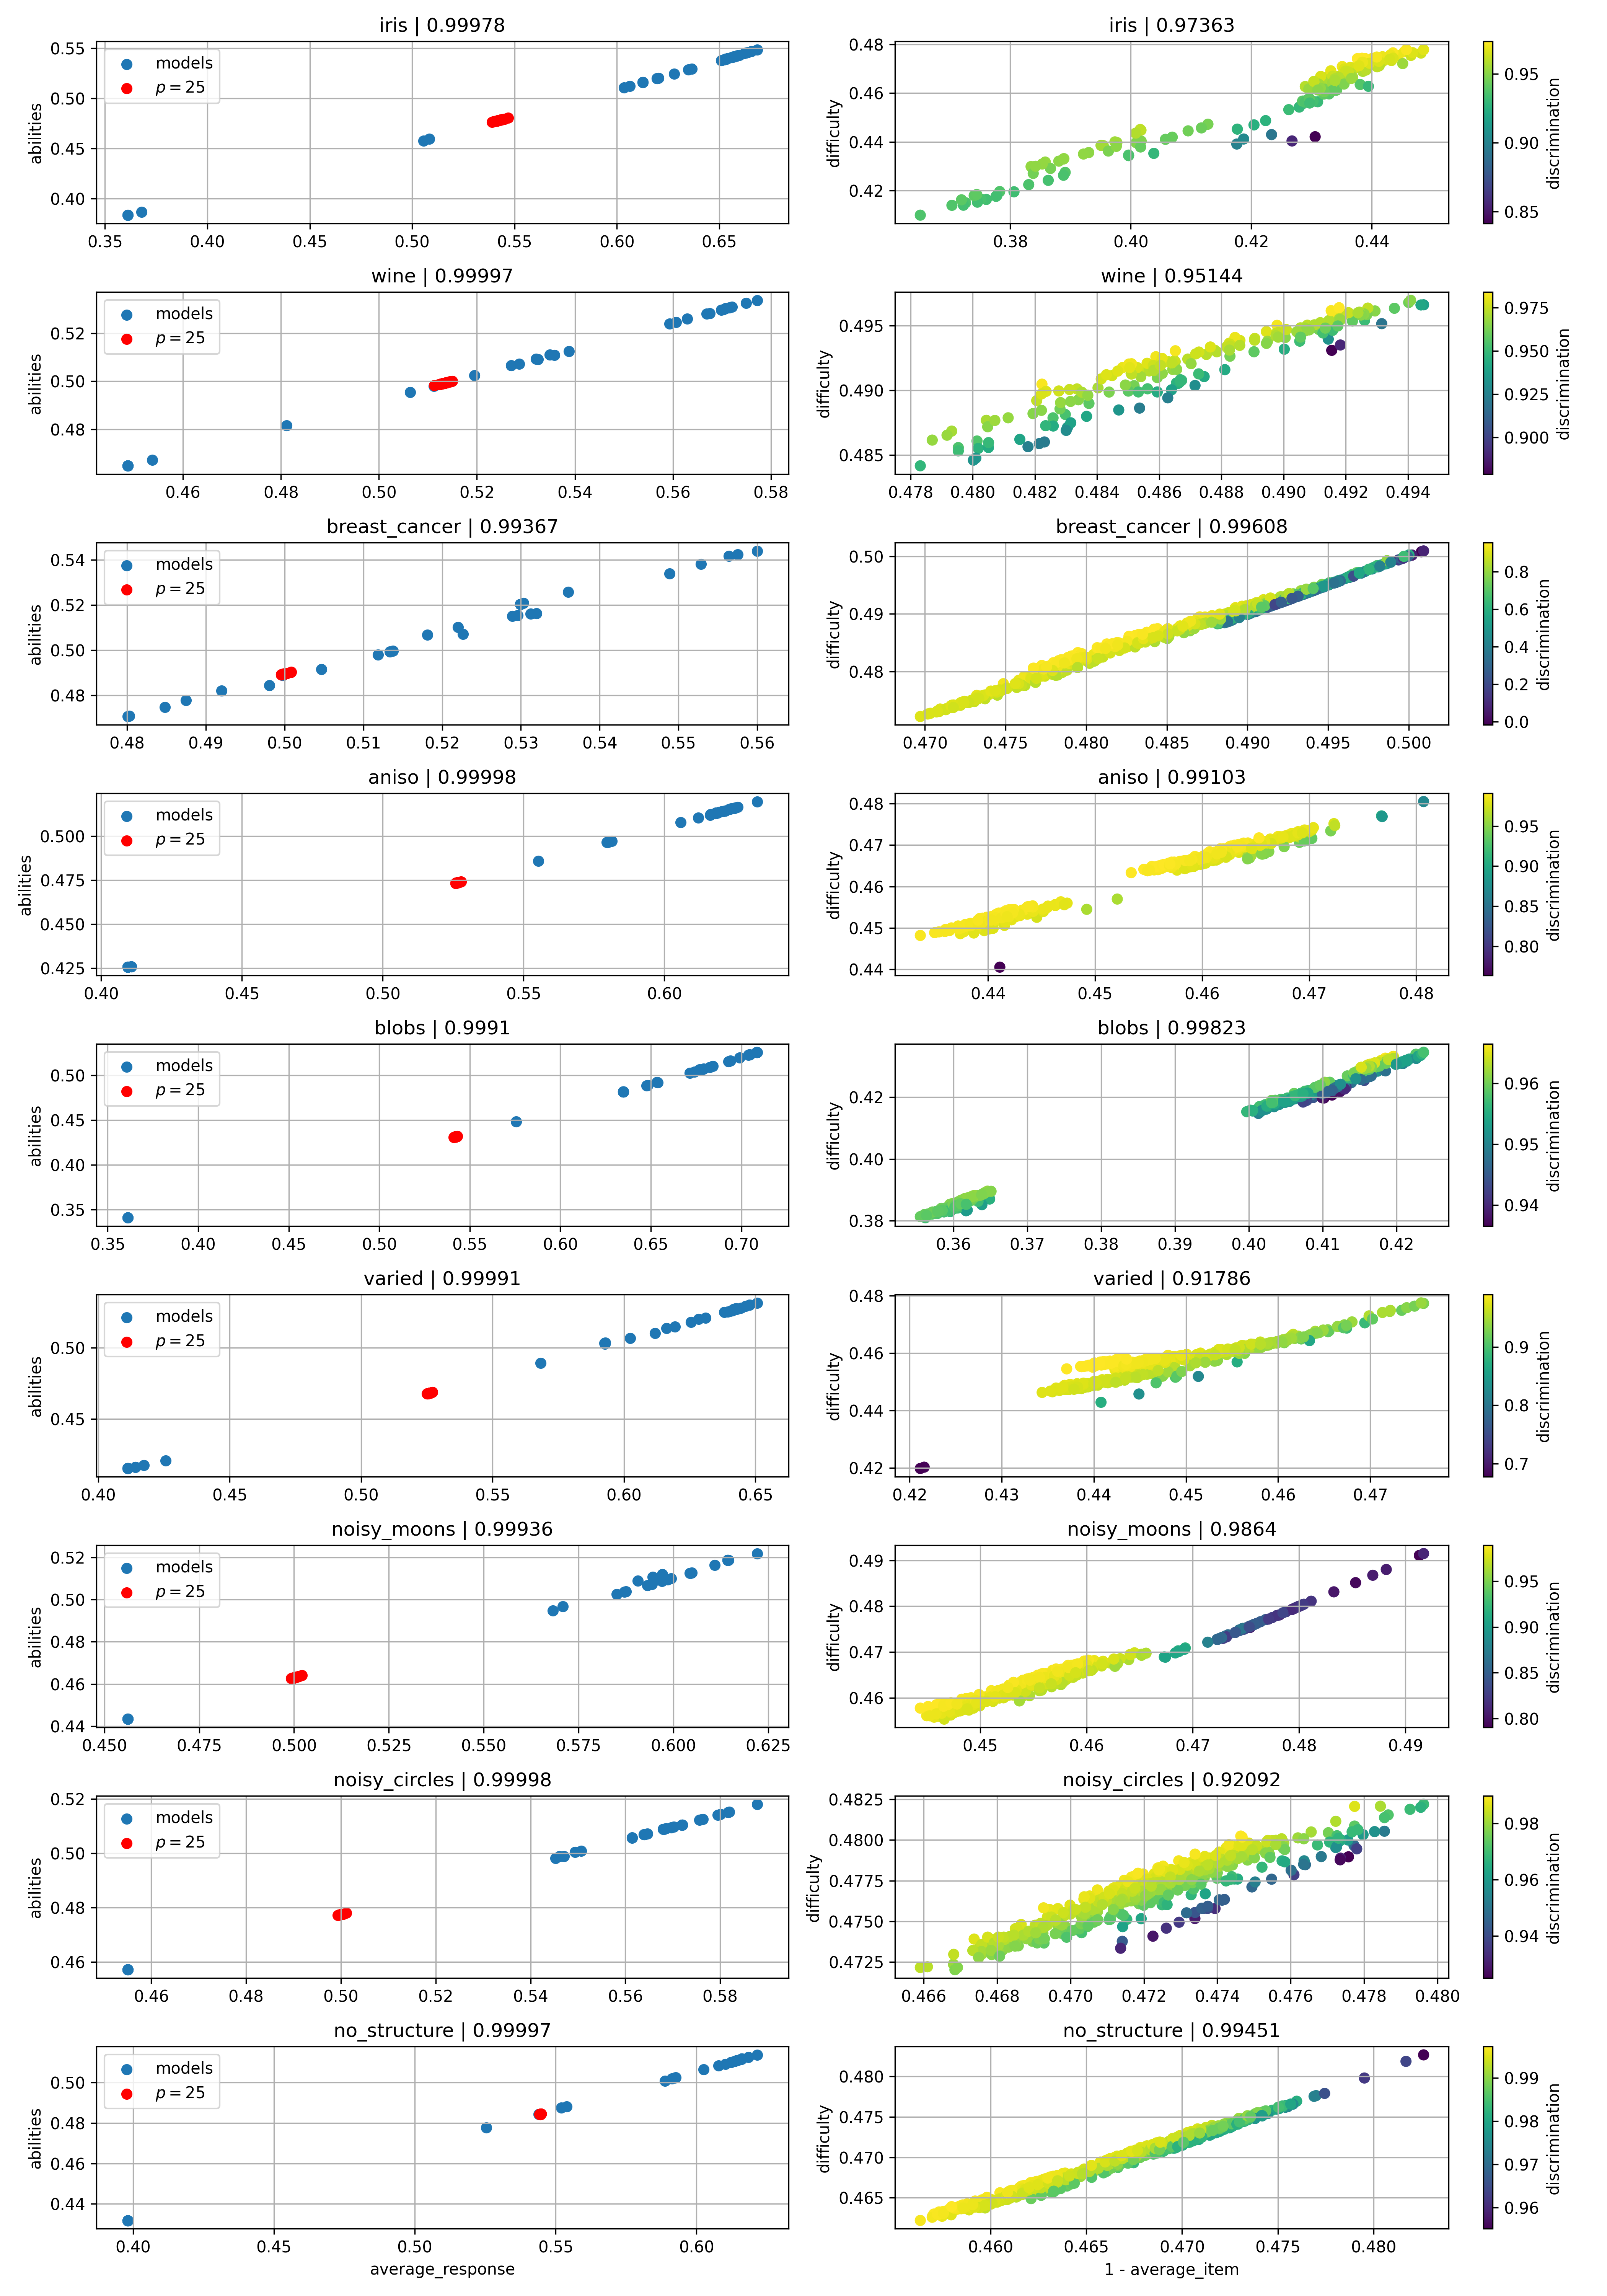 iris | 0.99978
abilities
0.55
0.50
0.45
0.40
models
p = 25
0.35 0.40 0.45 0.50 0.55 0.60 0.65
iris | 0.97363
difficulty
0.48
0.46
0.44
0.42
0.38 0.40 0.42 0.44
0.95
0.90
0.85
discrimination
wine | 0.99997
abilities
0.52
0.50
0.48
models
p = 25
0.46 0.48 0.50 0.52 0.54 0.56 0.58
wine | 0.95144
difficulty
0.495
0.490
0.485
0.478 0.480 0.482 0.484 0.486 0.488 0.490 0.492 0.494
0.975
0.950
0.925
0.900
discrimination
breast_cancer | 0.99367
abilities
0.54
0.52
0.50
0.48
models
p = 25
0.48 0.49 0.50 0.51 0.52 0.53 0.54 0.55 0.56
breast_cancer | 0.99608
difficulty
0.50
0.49
0.48
0.470 0.475 0.480 0.485 0.490 0.495 0.500
0.8
0.6
0.4
0.2
0.0
discrimination
aniso | 0.99998
abilities
0.500
0.475
0.450
0.425
models
p = 25
0.40 0.45 0.50 0.55 0.60
aniso | 0.99103
difficulty
0.48
0.47
0.46
0.45
0.44
0.44 0.45 0.46 0.47 0.48
0.95
0.90
0.85
0.80
discrimination
blobs | 0.9991
abilities
0.50
0.45
0.40
0.35
models
p = 25
0.35 0.40 0.45 0.50 0.55 0.60 0.65 0.70
blobs | 0.99823
difficulty
0.42
0.40
0.38
0.36 0.37 0.38 0.39 0.40 0.41 0.42
0.96
0.95
0.94
discrimination
varied | 0.99991
abilities
0.50
0.45
models
p = 25
0.40 0.45 0.50 0.55 0.60 0.65
varied | 0.91786
difficulty
0.48
0.46
0.44
0.42
0.42 0.43 0.44 0.45 0.46 0.47
0.9
0.8
0.7
discrimination
noisy_moons | 0.99936
abilities
0.52
0.50
0.48
0.46
0.44
models
p = 25
0.450 0.475 0.500 0.525 0.550 0.575 0.600 0.625
noisy_moons | 0.9864
difficulty
0.49
0.48
0.47
0.46
0.45 0.46 0.47 0.48 0.49
0.95
0.90
0.85
0.80
discrimination
noisy_circles | 0.99998
abilities
0.52
0.50
0.48
0.46
models
p = 25
0.46 0.48 0.50 0.52 0.54 0.56 0.58
noisy_circles | 0.92092
difficulty
0.4825
0.4800
0.4775
0.4750
0.4725
0.466 0.468 0.470 0.472 0.474 0.476 0.478 0.480
0.98
0.96
0.94
discrimination
no_structure | 0.99997
abilities
0.50
0.48
0.46
0.44
models
p = 25
0.40 0.45 0.50 0.55 0.60
average_response
no_structure | 0.99451
difficulty
0.480
0.475
0.470
0.465
0.460 0.465 0.470 0.475 0.480
1 - average_item
0.99
0.98
0.97
0.96
discrimination